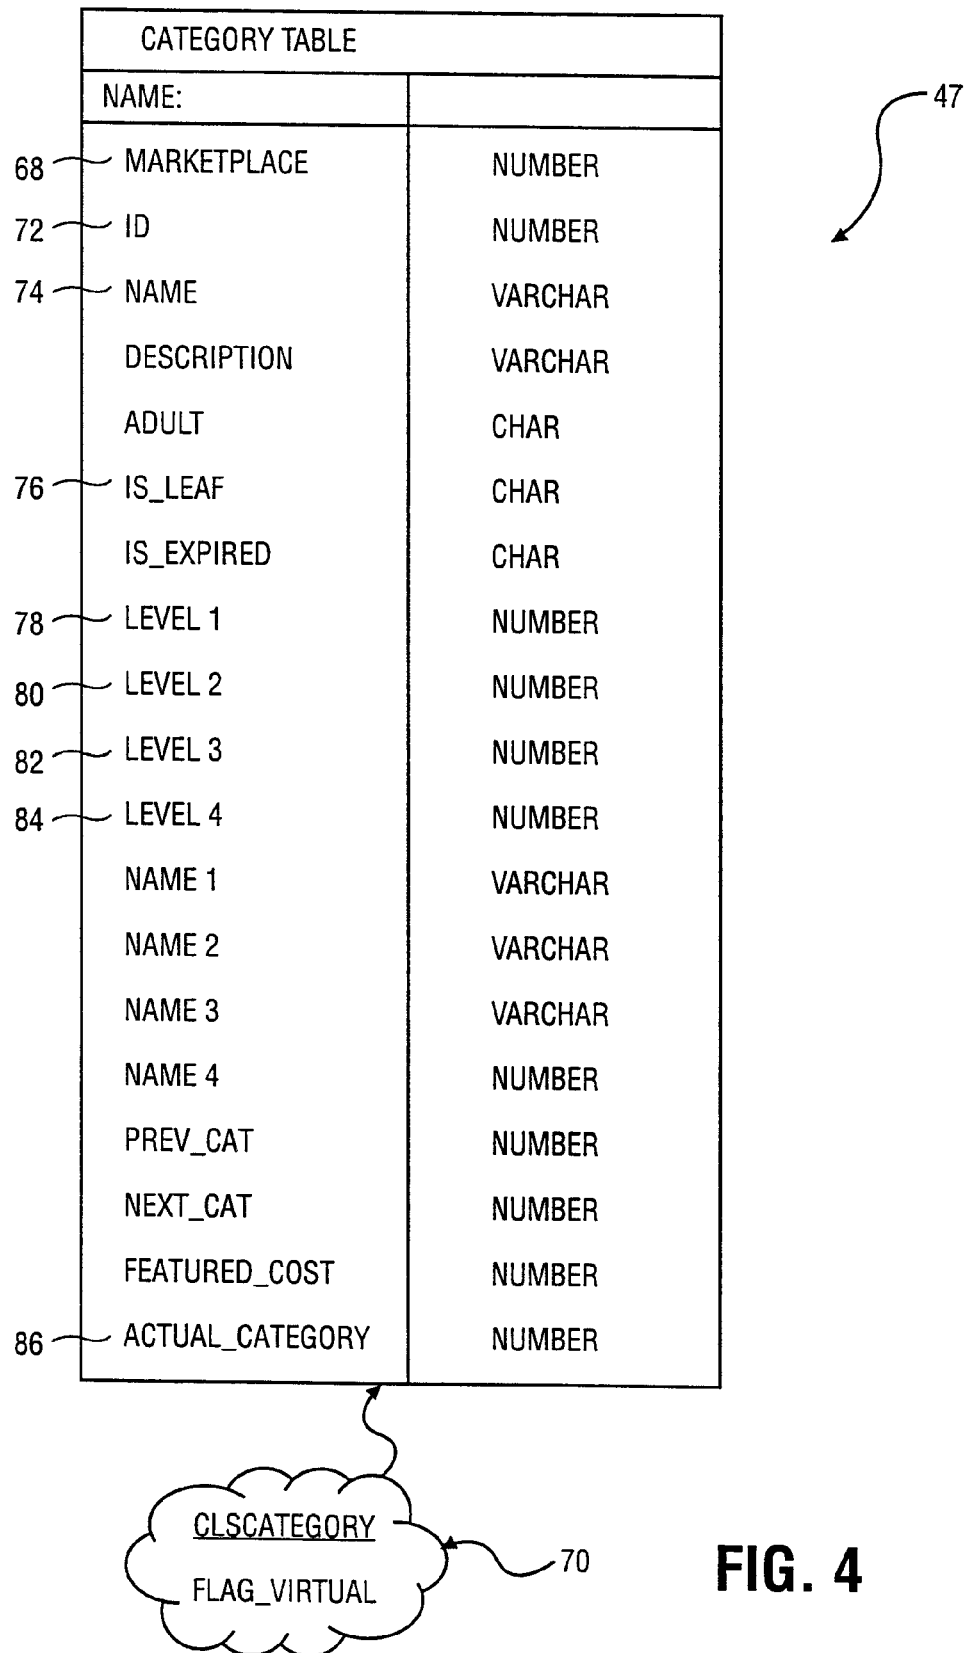 CATEGORY TABLE
NAME:
47
68 MARKETPLACE NUMBER
72 ID NUMBER
74 NAME VARCHAR
DESCRIPTION VARCHAR
ADULT CHAR
76 IS_LEAF CHAR
IS_EXPIRED CHAR
78 LEVEL 1 NUMBER
80 LEVEL 2 NUMBER
82 LEVEL 3 NUMBER
84 LEVEL 4 NUMBER
NAME 1 VARCHAR
NAME 2 VARCHAR
NAME 3 VARCHAR
NAME 4 NUMBER
PREV_CAT NUMBER
NEXT_CAT NUMBER
FEATURED_COST NUMBER
86 ACTUAL_CATEGORY NUMBER
CLSCATEGORY
FLAG_VIRTUAL
70
FIG. 4